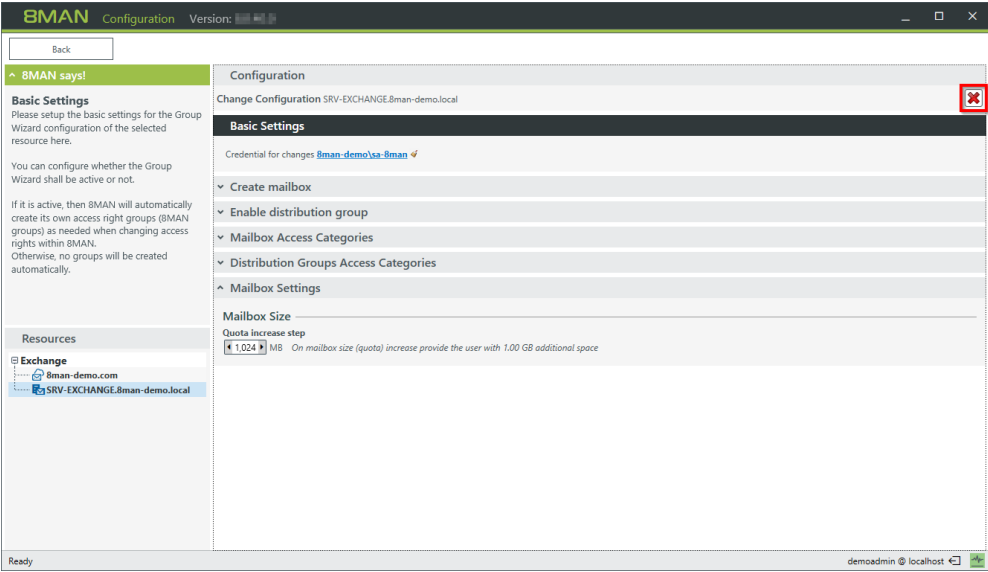 8MAN Configuration Version:
Back
8MAN says!
Basic Settings
Please setup the basic settings for the Group
Wizard configuration of the selected
resource here.
You can configure whether the Group
Wizard shall be active or not.
If it is active, then 8MAN will automatically
create its own access right groups (8MAN
groups) as needed when changing access
rights within 8MAN.
Otherwise, no groups will be created
automatically.
Resources
Exchange
8man-demo.com
SRV-EXCHANGE.8man-demo.local
Configuration
Change Configuration SRV-EXCHANGE.8man-demo.local
Basic Settings
Credential for changes 8man-demo\sa-8man
Create mailbox
Enable distribution group
Mailbox Access Categories
Distribution Groups Access Categories
Mailbox Settings
Mailbox Size
Quota increase step
1,024 MB On mailbox size (quota) increase provide the user with 1.00 GB additional space
Ready
demoadmin @ localhost